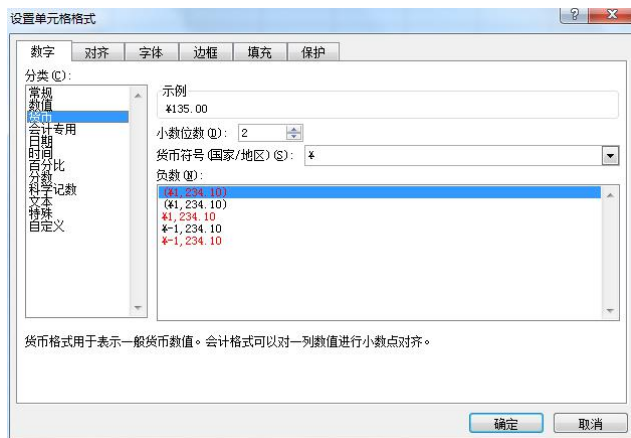 设置单元格格式
数字 对齐 字体 边框 填充 保护
分类(C):
常规
数值
货币
会计专用
日期
时间
百分比
分数
科学记数
文本
特殊
自定义
示例
¥135.00
小数位数(D): 2
货币符号(国家/地区)(S): ¥
负数(N):
(¥1,234.10)
(¥1,234.10)
¥1,234.10
¥-1,234.10
¥-1,234.10
货币格式用于表示一般货币数值。会计格式可以对一列数值进行小数点对齐。
确定 取消